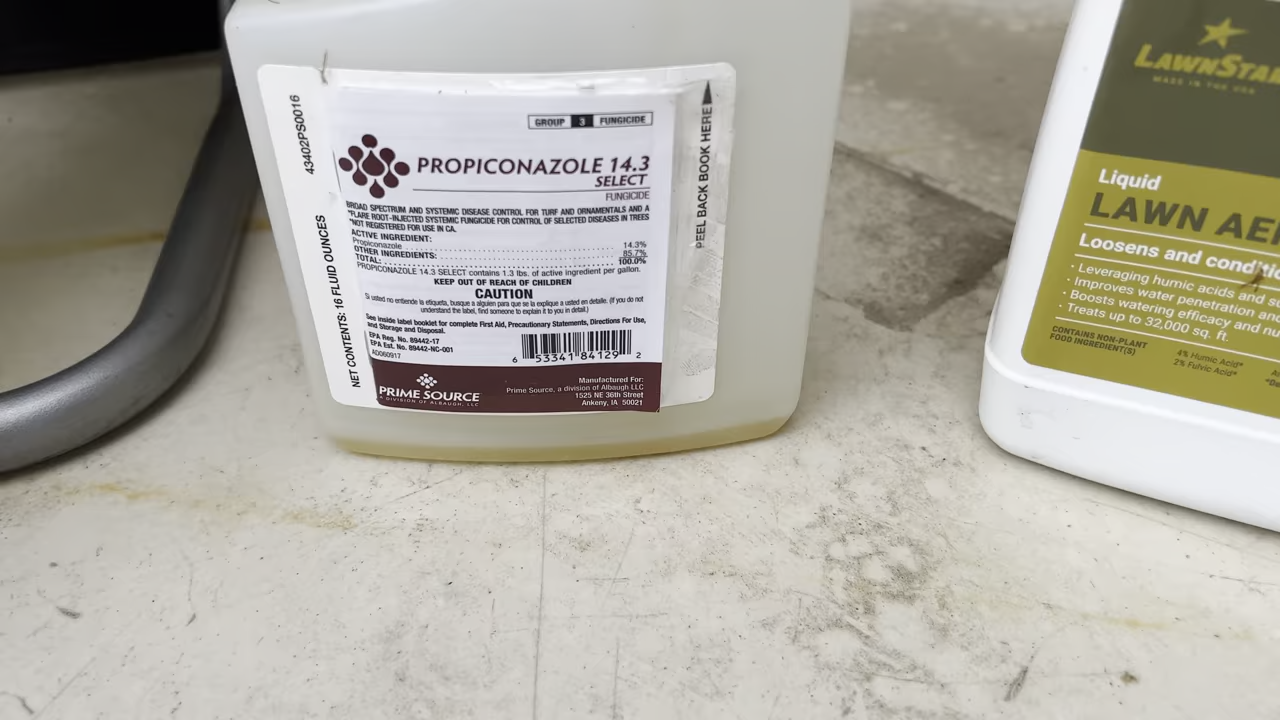 43402PS0016
NET CONTENTS: 16 FLUID OUNCES
GROUP 3 FUNGICIDE
PROPICONAZOLE 14.3
SELECT
FUNGICIDE
BROAD SPECTRUM AND SYSTEMIC DISEASE CONTROL FOR TURF AND ORNAMENTALS AND A
*FLARE ROOT-INJECTED SYSTEMIC FUNGICIDE FOR CONTROL OF SELECTED DISEASES IN TREES
*NOT REGISTERED FOR USE IN CA.
ACTIVE INGREDIENT:
Propiconazole 14.3%
OTHER INGREDIENTS: 85.7%
TOTAL: 100.0%
PROPICONAZOLE 14.3 SELECT contains 1.3 lbs. of active ingredient per gallon.
KEEP OUT OF REACH OF CHILDREN
CAUTION
Si usted no entiende la etiqueta, busque a alguien para que se la explique a usted en detalle. (If you do not
understand the label, find someone to explain it to you in detail.)
See inside label booklet for complete First Aid, Precautionary Statements, Directions For Use,
and Storage and Disposal.
EPA Reg. No. 89442-17
EPA Est. No. 89442-NC-001
AD060917
6 53341 84129 2
PRIME SOURCE
A DIVISION OF ALBAUGH, LLC
Manufactured For:
Prime Source, a division of Albaugh LLC
1525 NE 36th Street
Ankeny, IA 50021
PEEL BACK BOOK HERE
LAWNSTAR
MADE IN THE USA
Liquid
LAWN AE
Loosens and conditio
· Leveraging humic acids and
· Improves water penetration and
· Boosts watering efficacy and nu
· Treats up to 32,000 sq. ft.
CONTAINS NON-PLANT
FOOD INGREDIENT(S)
4% Humic Acid*
2% Fulvic Acid*